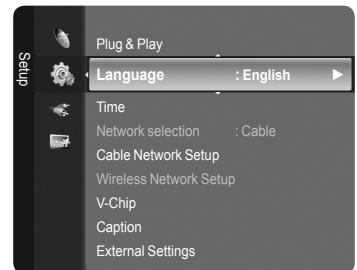 Setup
Plug & Play
Language : English
Time
Network selection : Cable
Cable Network Setup
Wireless Network Setup
V-Chip
Caption
External Settings